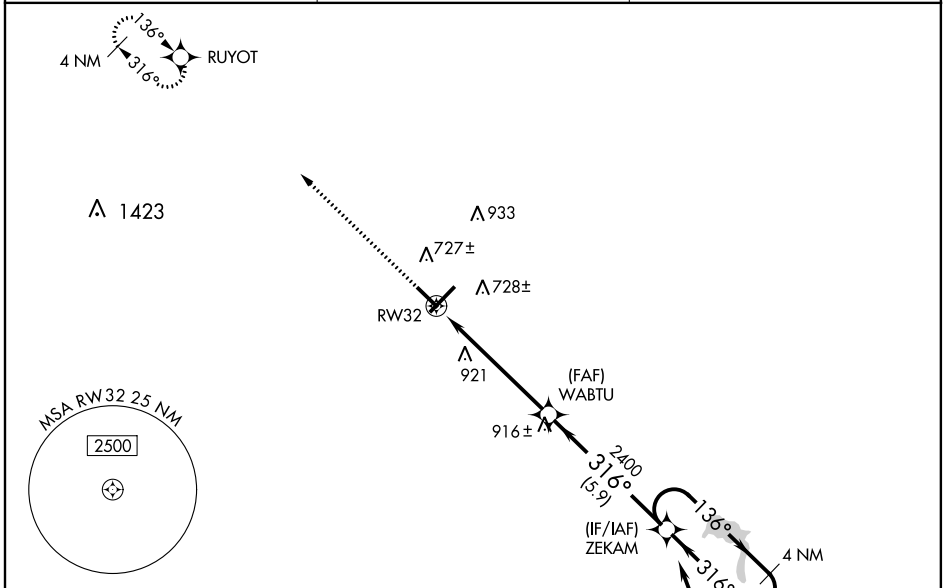 136°
RUYOT
4 NM
316°
1423
933
727±
728±
RW32
921
(FAF)
WABTU
MSA RW32 25 NM
916±
2500
2400
316°
(5.9)
136°
(IF/IAF)
ZEKAM
4 NM
316°